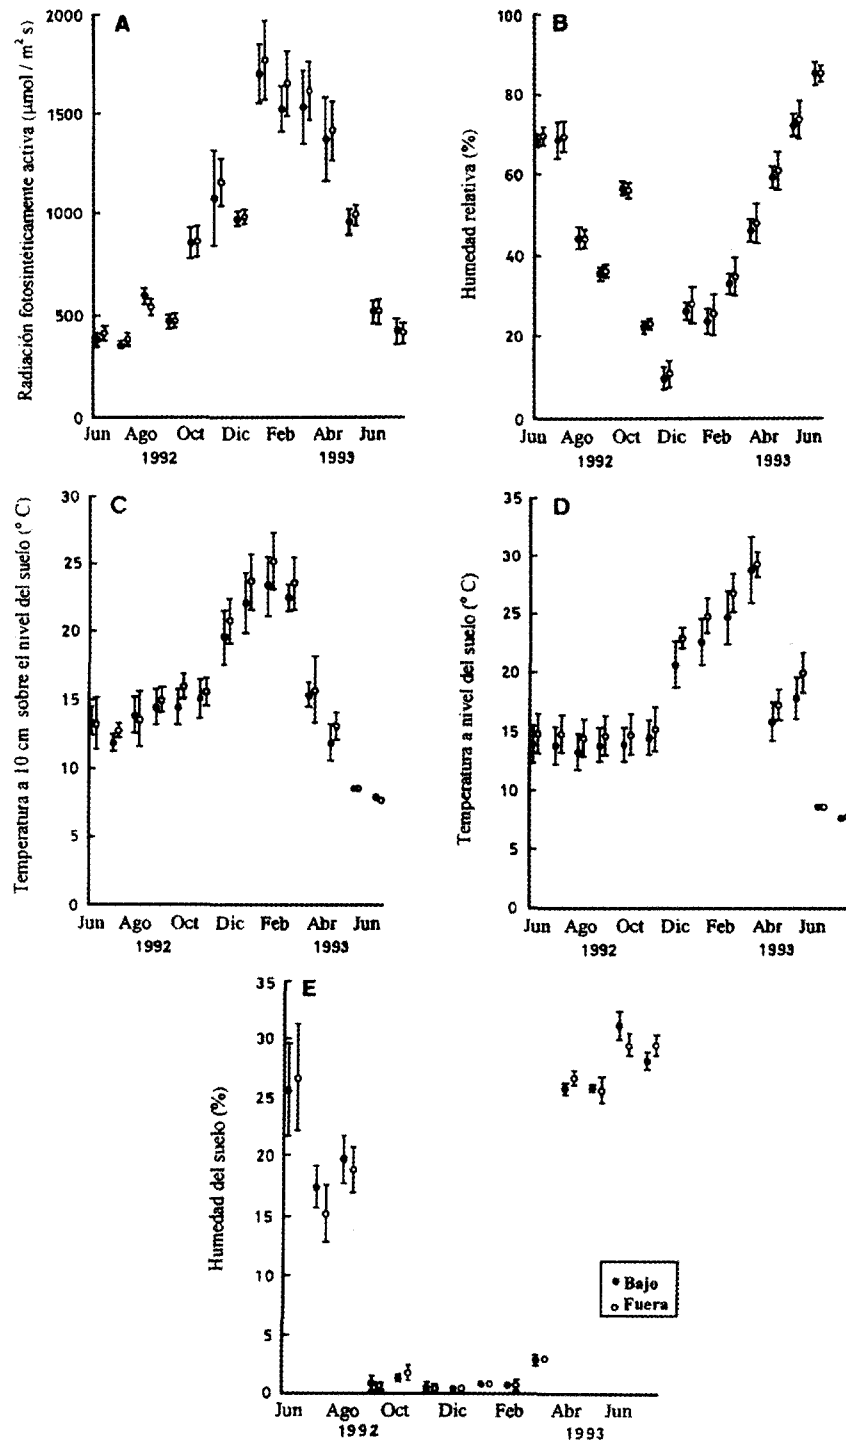 A
Radiación fotosintéticamente activa (μmol / m² s)
2000
1500
1000
500
0
Jun Ago Oct Dic Feb Abr Jun
1992 1993
B
Humedad relativa (%)
100
80
60
40
20
0
Jun Ago Oct Dic Feb Abr Jun
1992 1993
C
Temperatura a 10 cm sobre el nivel del suelo (° C)
30
25
20
15
10
5
0
Jun Ago Oct Dic Feb Abr Jun
1992 1993
D
Temperatura a nivel del suelo (° C)
35
30
25
20
15
10
5
0
Jun Ago Oct Dic Feb Abr Jun
1992 1993
E
Humedad del suelo (%)
35
30
25
20
15
10
5
0
Jun Ago Oct Dic Feb Abr Jun
1992 1993
Bajo
Fuera